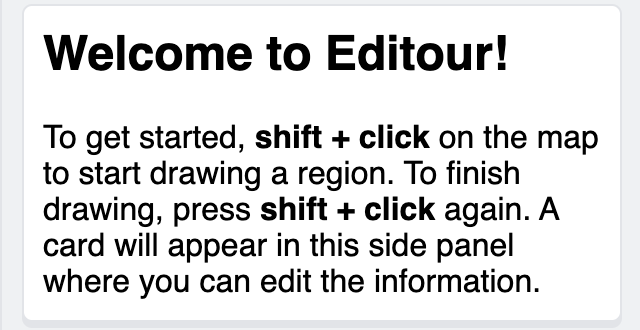 Welcome to Editour!
To get started, shift + click on the map
to start drawing a region. To finish
drawing, press shift + click again. A
card will appear in this side panel
where you can edit the information.